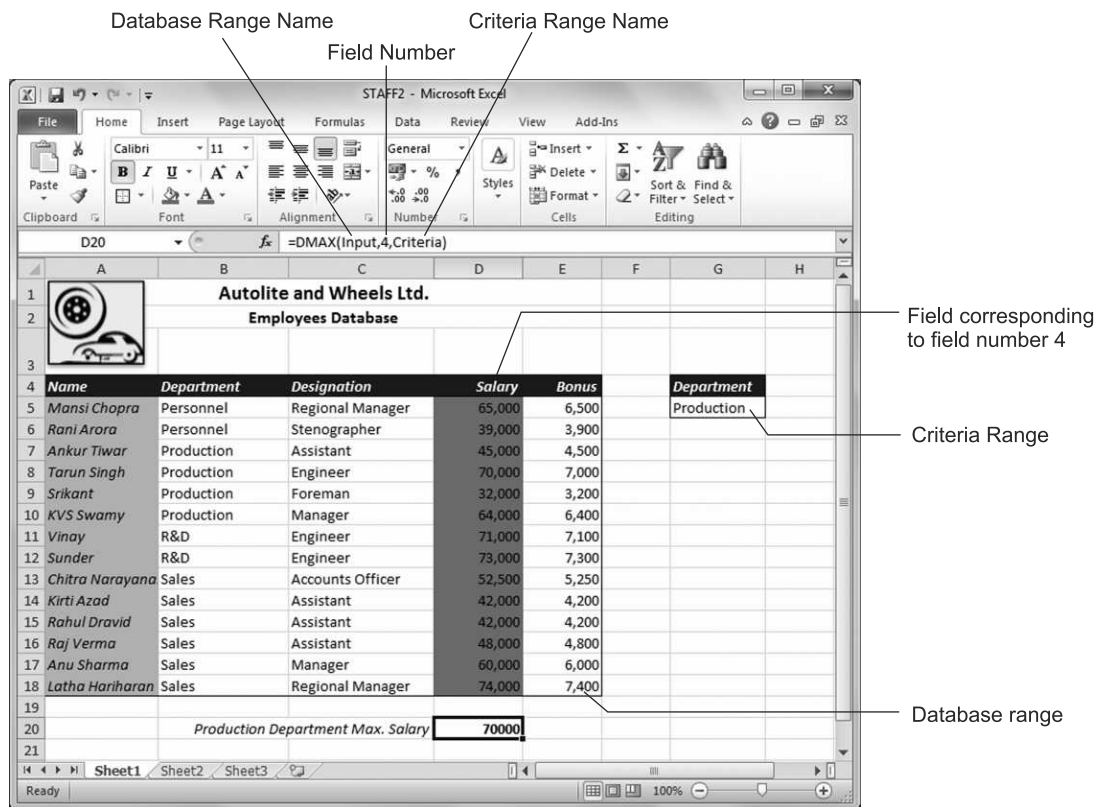 Database Range Name
Criteria Range Name
Field Number
STAFF2 - Microsoft Excel
File Home Insert Page Layout Formulas Data Review View Add-Ins
Calibri 11 General Insert Σ
B I U A A % , Styles Delete Sort & Find &
Paste Format Filter Select
Clipboard Font Alignment Number Cells Editing
D20 fx =DMAX(Input,4,Criteria)
A B C D E F G H
1 Autolite and Wheels Ltd.
2 Employees Database
Field corresponding
to field number 4
3
4 Name Department Designation Salary Bonus Department
5 Mansi Chopra Personnel Regional Manager 65,000 6,500 Production
Criteria Range
6 Rani Arora Personnel Stenographer 39,000 3,900
7 Ankur Tiwar Production Assistant 45,000 4,500
8 Tarun Singh Production Engineer 70,000 7,000
9 Srikant Production Foreman 32,000 3,200
10 KVS Swamy Production Manager 64,000 6,400
11 Vinay R&D Engineer 71,000 7,100
12 Sunder R&D Engineer 73,000 7,300
13 Chitra Narayana Sales Accounts Officer 52,500 5,250
14 Kirti Azad Sales Assistant 42,000 4,200
15 Rahul Dravid Sales Assistant 42,000 4,200
16 Raj Verma Sales Assistant 48,000 4,800
17 Anu Sharma Sales Manager 60,000 6,000
18 Latha Hariharan Sales Regional Manager 74,000 7,400
Database range
19
20 Production Department Max. Salary 70000
21
Sheet1 Sheet2 Sheet3
Ready 100%